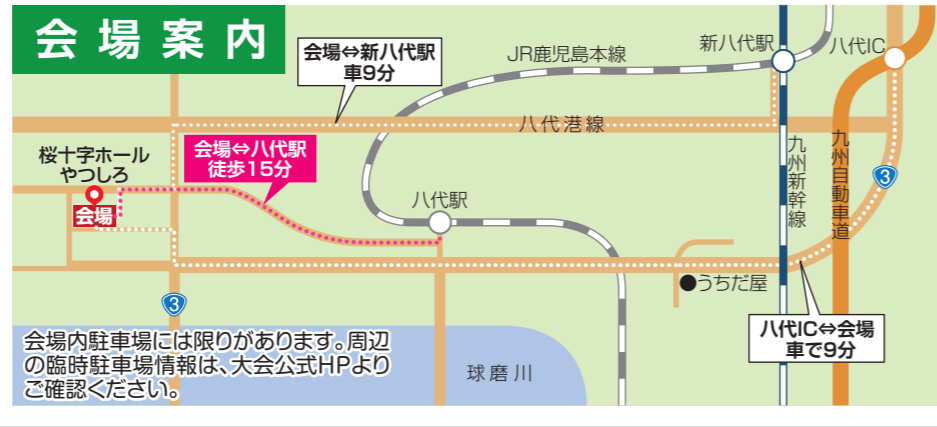 会場案内
会場⇔新八代駅
車9分
JR鹿児島本線
新八代駅
八代IC
八代港線
桜十字ホール
やつしろ
会場
会場⇔八代駅
徒歩15分
八代駅
九州新幹線
九州自動車道
3
うちだ屋
3
八代IC⇔会場
車で9分
会場内駐車場には限りがあります。周辺
の臨時駐車場情報は、大会公式HPより
ご確認ください。
球磨川